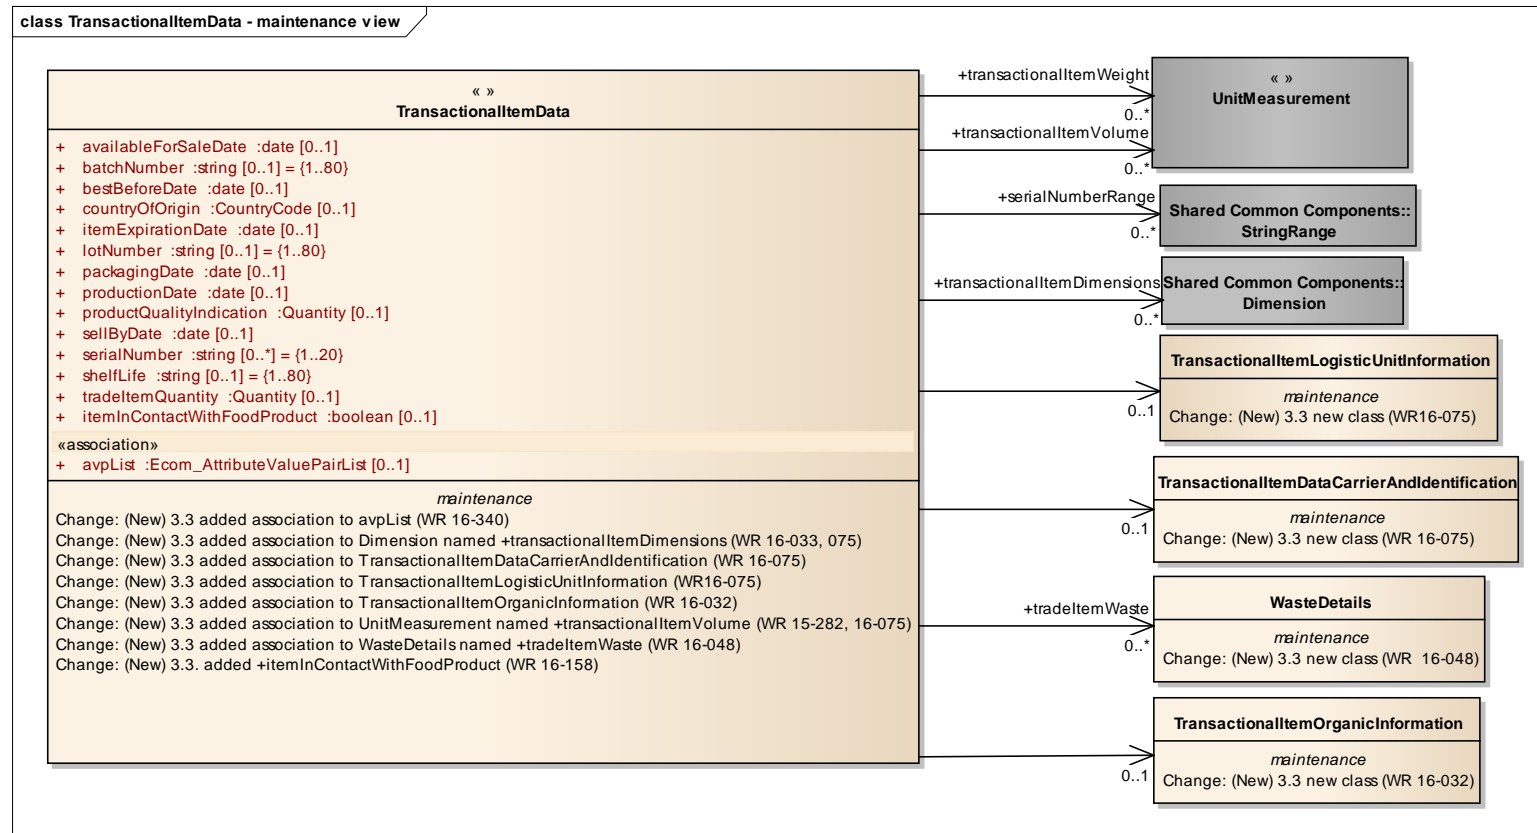 class TransactionalItemData - maintenance view
« »
TransactionalItemData
+ availableForSaleDate :date [0..1]
+ batchNumber :string [0..1] = {1..80}
+ bestBeforeDate :date [0..1]
+ countryOfOrigin :CountryCode [0..1]
+ itemExpirationDate :date [0..1]
+ lotNumber :string [0..1] = {1..80}
+ packagingDate :date [0..1]
+ productionDate :date [0..1]
+ productQualityIndication :Quantity [0..1]
+ sellByDate :date [0..1]
+ serialNumber :string [0..*] = {1..20}
+ shelfLife :string [0..1] = {1..80}
+ tradeItemQuantity :Quantity [0..1]
+ itemInContactWithFoodProduct :boolean [0..1]
«association»
+ avpList :Ecom_AttributeValuePairList [0..1]
maintenance
Change: (New) 3.3 added association to avpList (WR 16-340)
Change: (New) 3.3 added association to Dimension named +transactionalItemDimensions (WR 16-033, 075)
Change: (New) 3.3 added association to TransactionalItemDataCarrierAndIdentification (WR 16-075)
Change: (New) 3.3 added association to TransactionalItemLogisticUnitInformation (WR16-075)
Change: (New) 3.3 added association to TransactionalItemOrganicInformation (WR 16-032)
Change: (New) 3.3 added association to UnitMeasurement named +transactionalItemVolume (WR 15-282, 16-075)
Change: (New) 3.3 added association to WasteDetails named +tradeItemWaste (WR 16-048)
Change: (New) 3.3. added +itemInContactWithFoodProduct (WR 16-158)
+transactionalItemWeight
0..*
+transactionalItemVolume
0..*
« »
UnitMeasurement
+serialNumberRange
0..*
Shared Common Components::
StringRange
+transactionalItemDimensions
0..*
Shared Common Components::
Dimension
0..1
TransactionalItemLogisticUnitInformation
maintenance
Change: (New) 3.3 new class (WR16-075)
0..1
TransactionalItemDataCarrierAndIdentification
maintenance
Change: (New) 3.3 new class (WR 16-075)
+tradeItemWaste
0..*
WasteDetails
maintenance
Change: (New) 3.3 new class (WR  16-048)
0..1
TransactionalItemOrganicInformation
maintenance
Change: (New) 3.3 new class (WR 16-032)